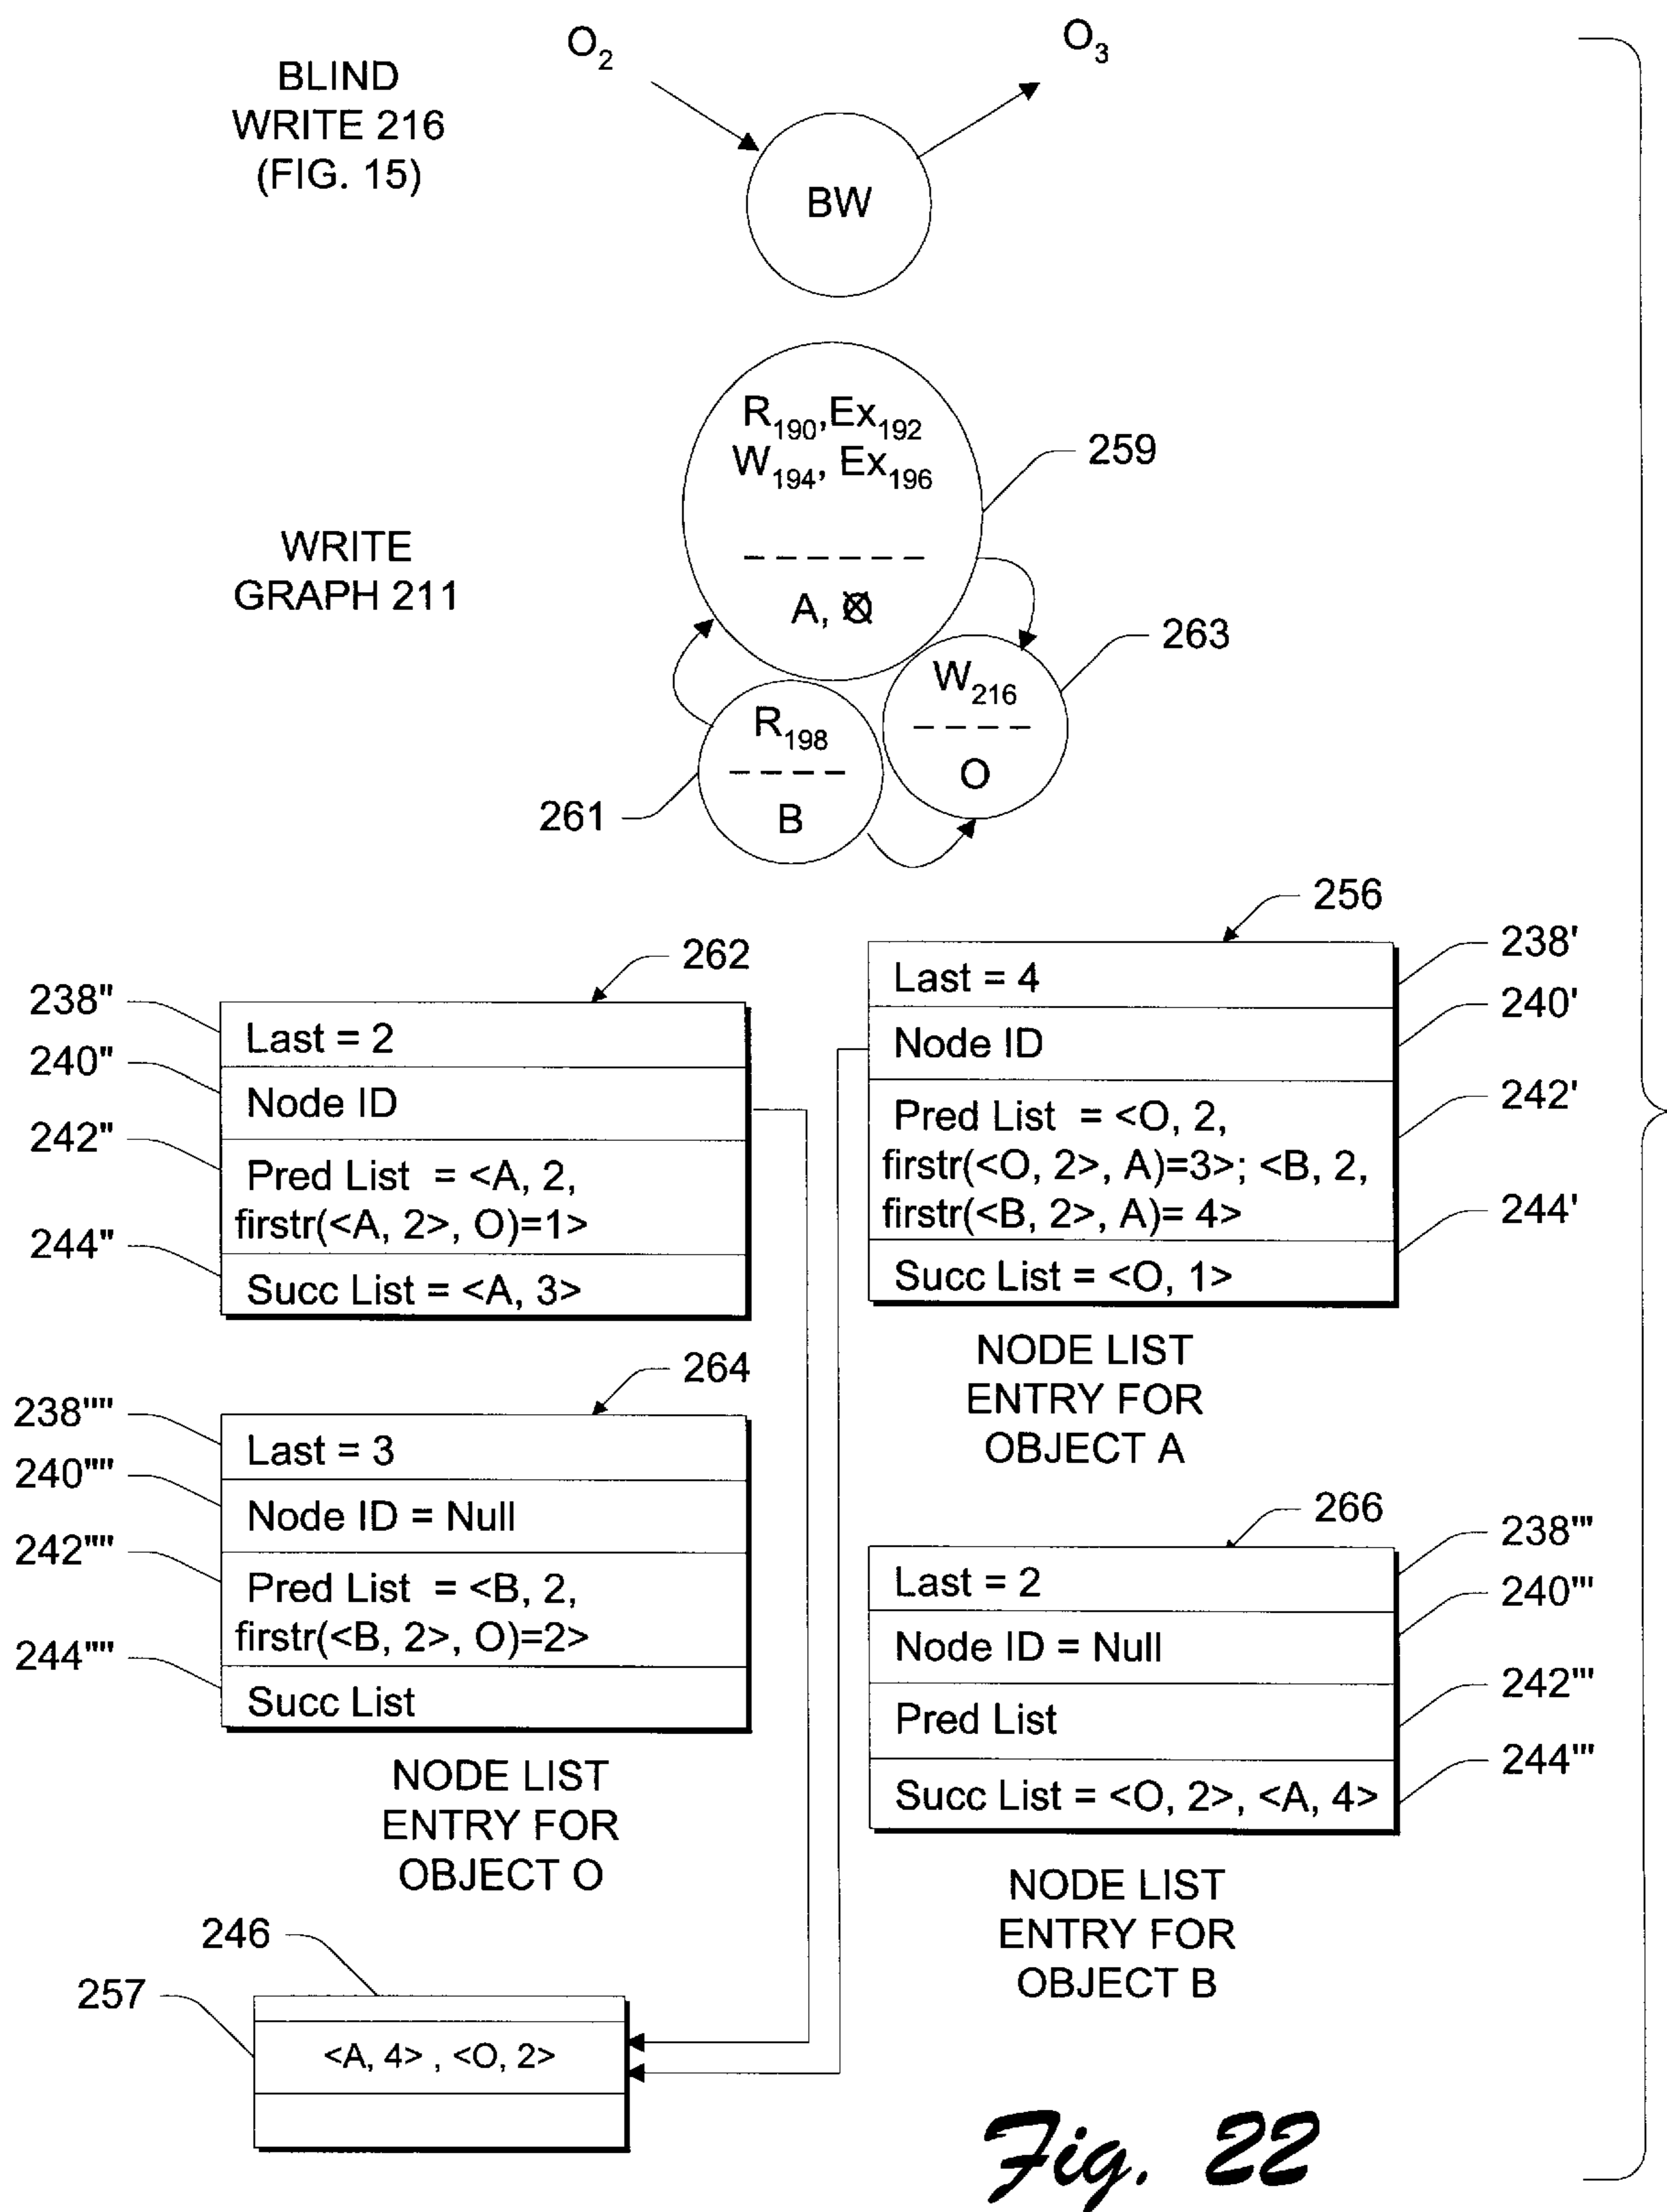 BLIND
WRITE 216
(FIG. 15)
O2
O3
BW
WRITE
GRAPH 211
R190,Ex192
W194, Ex196
A, O
259
263
W216
O
R198
B
261
262
238"
Last = 2
240"
Node ID
242"
Pred List = <A, 2,
firstr(<A, 2>, O)=1>
244"
Succ List = <A, 3>
256
238'
Last = 4
240'
Node ID
242'
Pred List = <O, 2,
firstr(<O, 2>, A)=3>; <B, 2,
firstr(<B, 2>, A)= 4>
244'
Succ List = <O, 1>
NODE LIST
ENTRY FOR
OBJECT A
264
238""
Last = 3
240""
Node ID = Null
242""
Pred List = <B, 2,
firstr(<B, 2>, O)=2>
244""
Succ List
NODE LIST
ENTRY FOR
OBJECT O
266
238"'
Last = 2
240"'
Node ID = Null
242"'
Pred List
244"'
Succ List = <O, 2>, <A, 4>
NODE LIST
ENTRY FOR
OBJECT B
246
257
<A, 4> , <O, 2>
Fig. 22